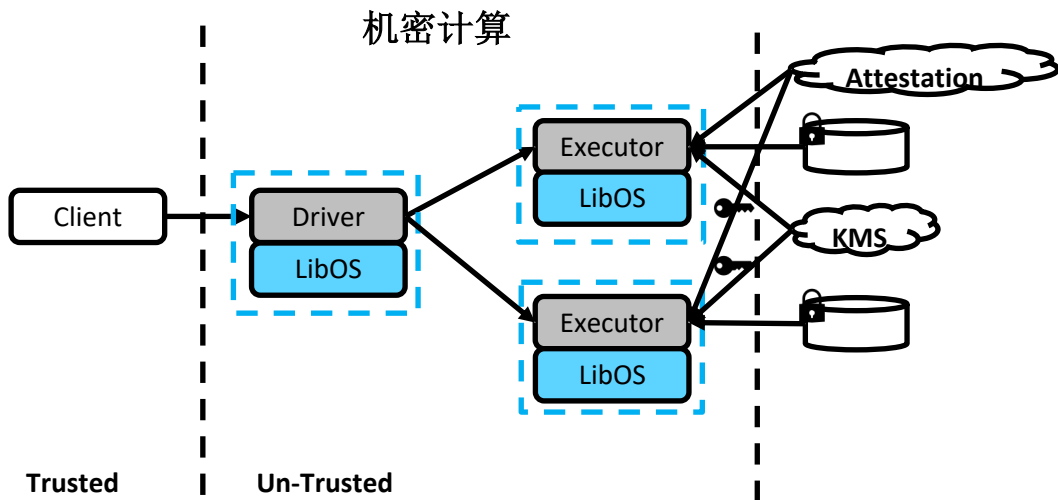 机密计算
Attestation
Executor
LibOS
Client
Driver
LibOS
KMS
Executor
LibOS
Trusted
Un-Trusted